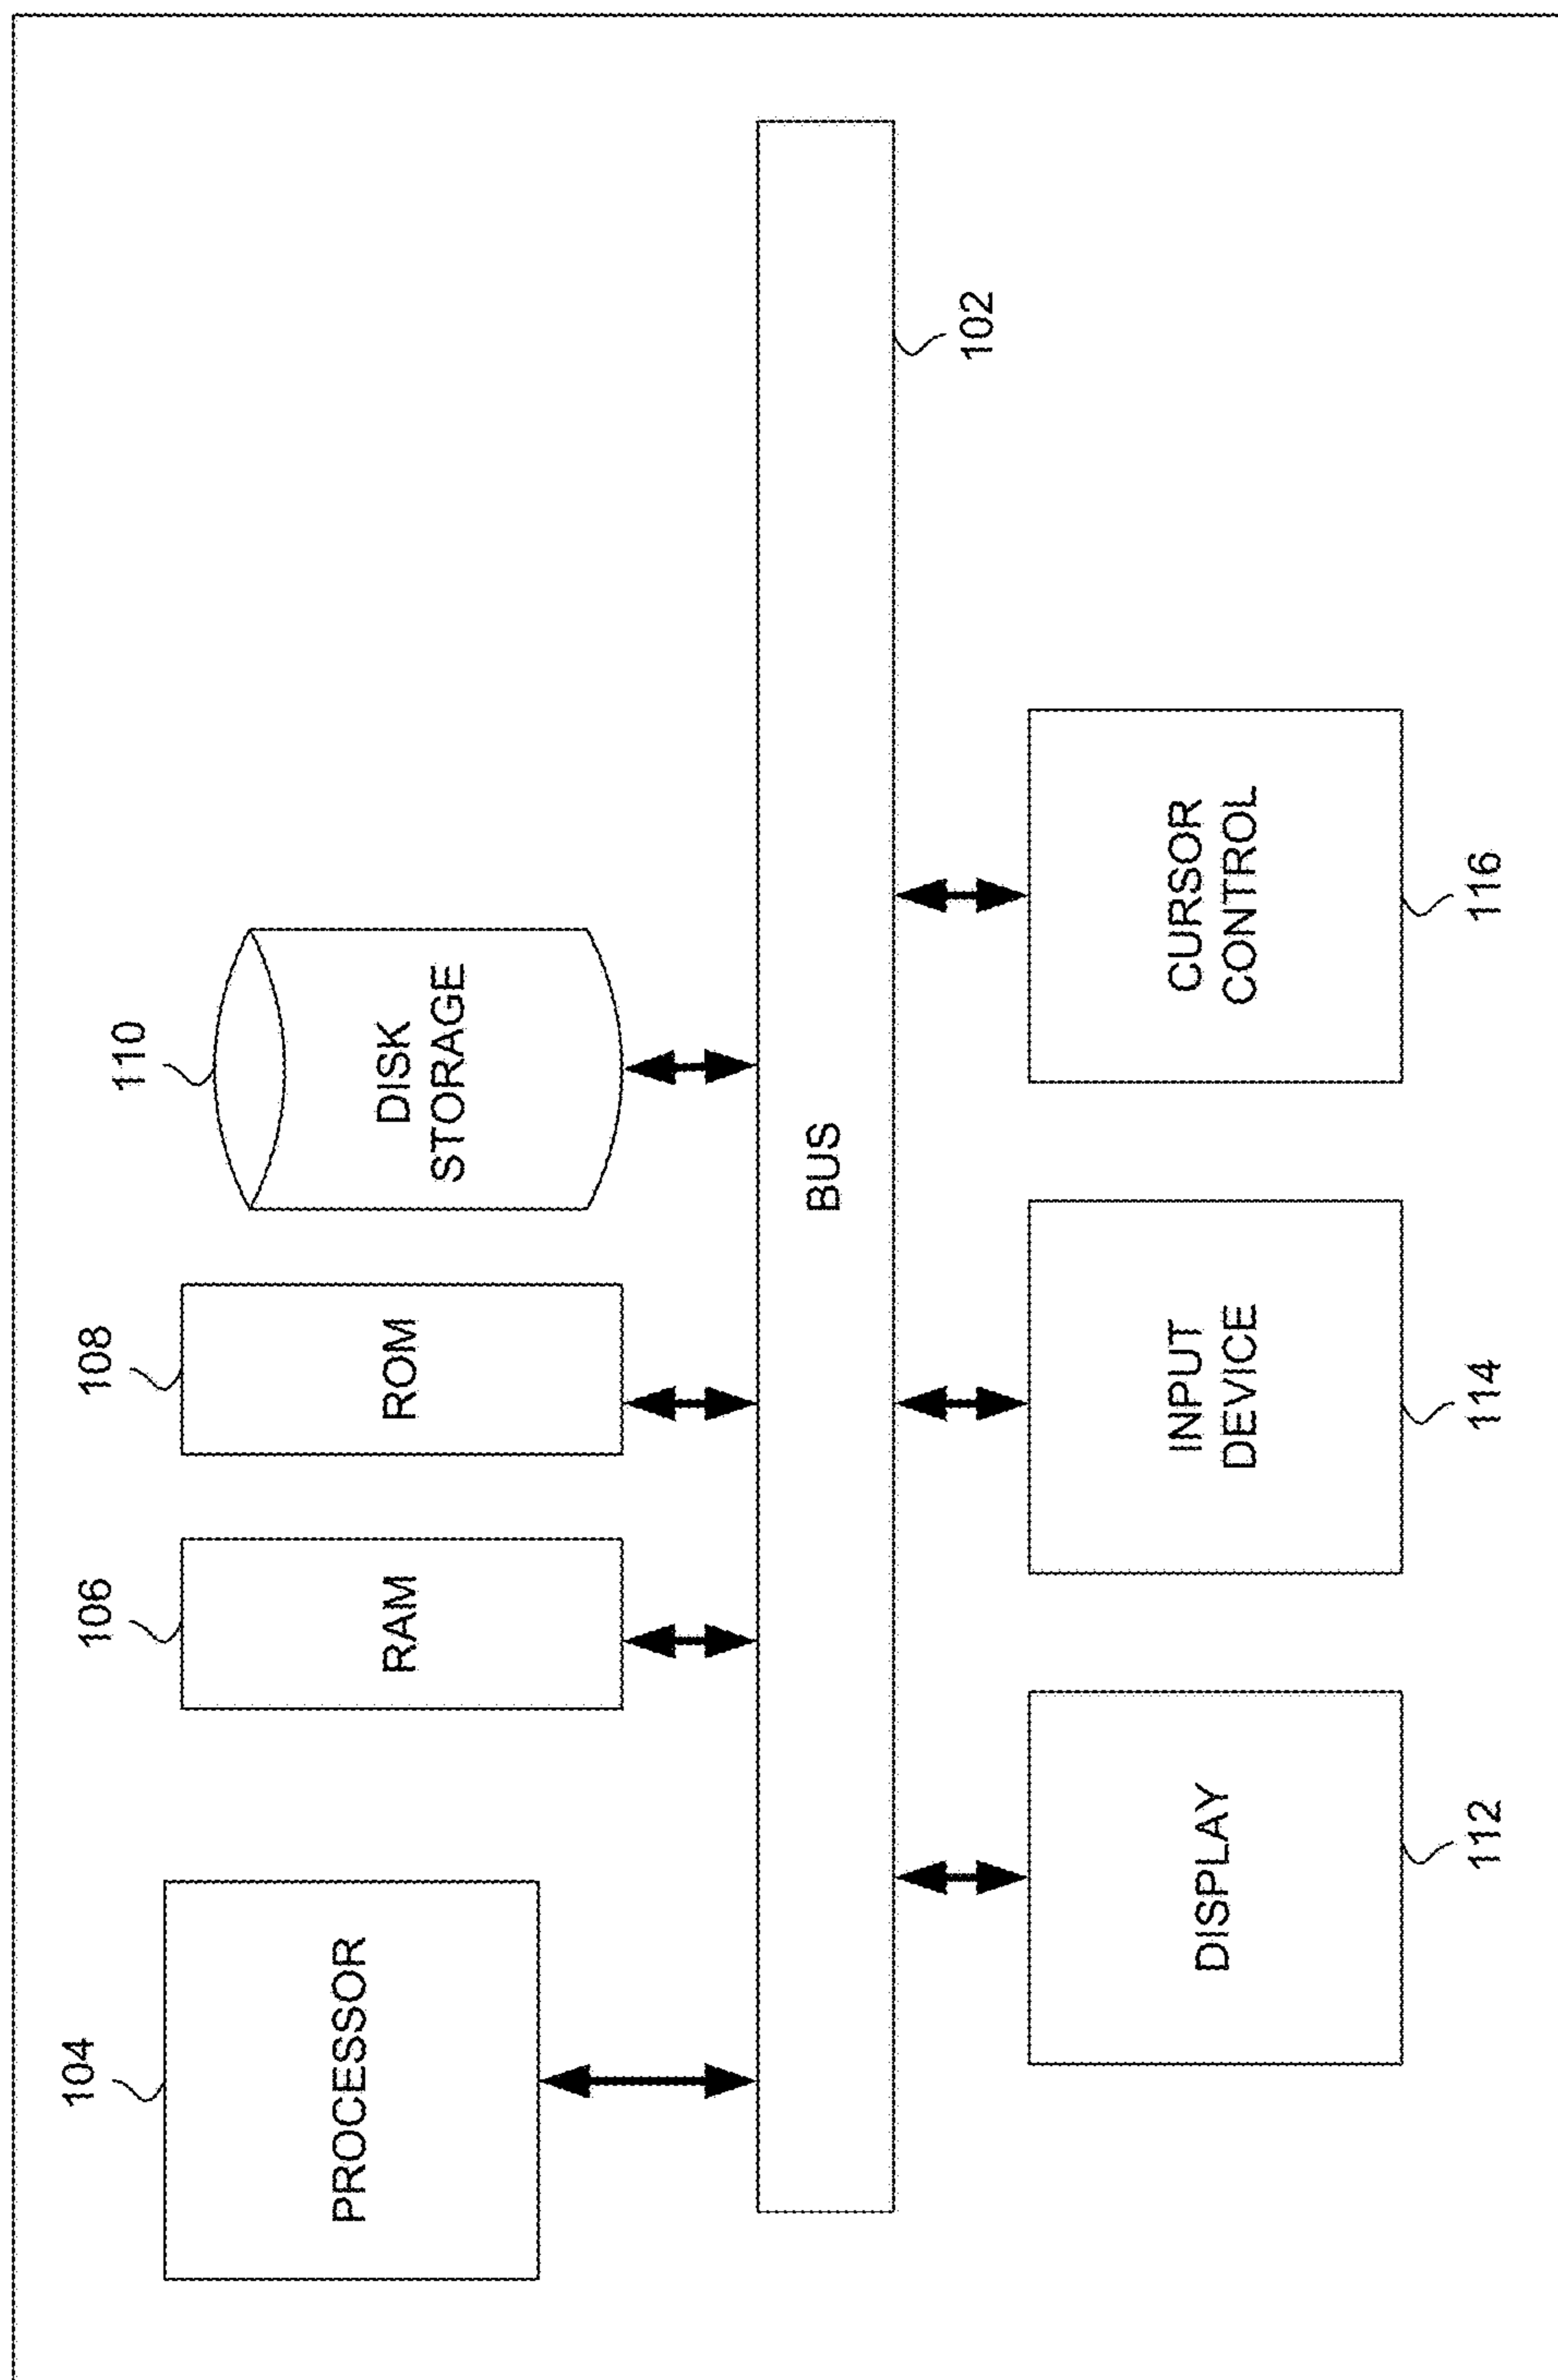 104
106
108
110
PROCESSOR
RAM
ROM
DISK
STORAGE
BUS
102
DISPLAY
INPUT
DEVICE
CURSOR
CONTROL
112
114
116